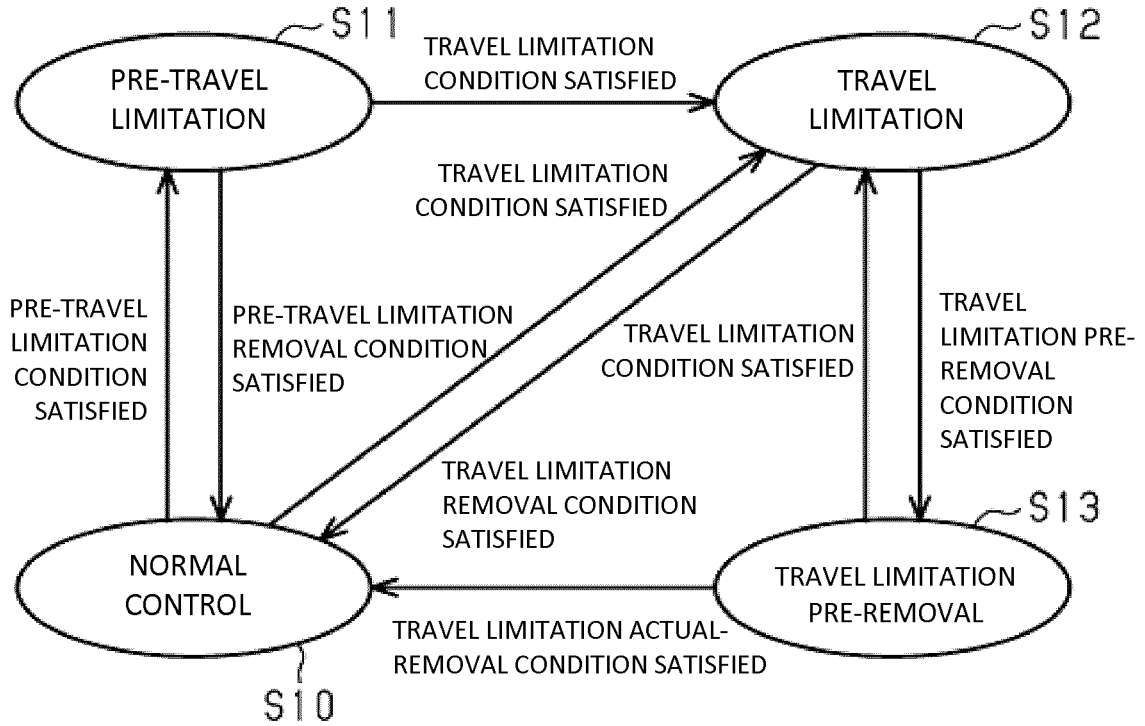 S11
PRE-TRAVEL
LIMITATION
TRAVEL LIMITATION
CONDITION SATISFIED
S12
TRAVEL
LIMITATION
TRAVEL LIMITATION
CONDITION SATISFIED
PRE-TRAVEL
LIMITATION
CONDITION
SATISFIED
PRE-TRAVEL LIMITATION
REMOVAL CONDITION
SATISFIED
TRAVEL LIMITATION
CONDITION SATISFIED
TRAVEL
LIMITATION PRE-
REMOVAL
CONDITION
SATISFIED
TRAVEL LIMITATION
REMOVAL CONDITION
SATISFIED
S13
NORMAL
CONTROL
TRAVEL LIMITATION
PRE-REMOVAL
TRAVEL LIMITATION ACTUAL-
REMOVAL CONDITION SATISFIED
S10